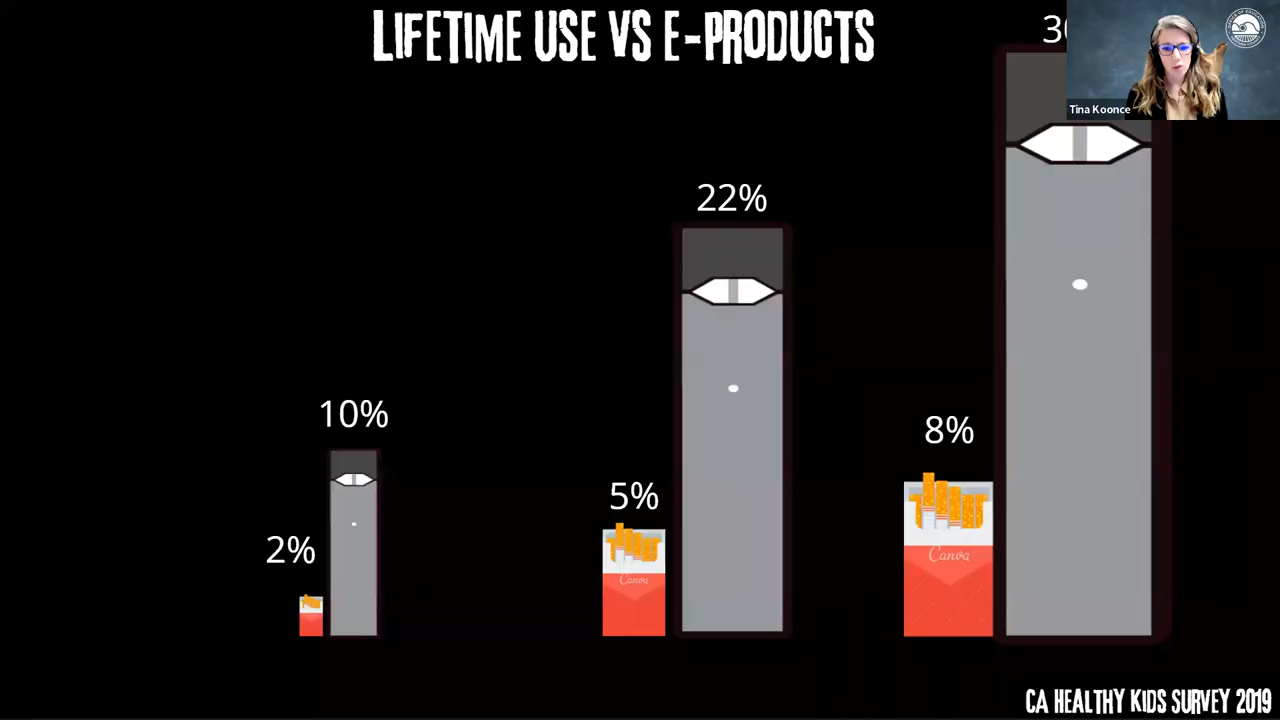 LIFETIME USE VS E-PRODUCTS
Tina Koonce
22%
10%
8%
5%
2%
Canva
Canva
CA HEALTHY KIDS SURVEY 2019